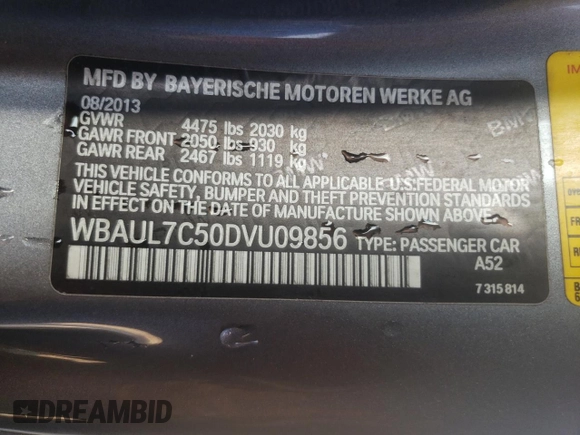 MFD BY BAYERISCHE MOTOREN WERKE AG
08/2013
GVWR 4475 lbs 2030 kg
GAWR FRONT 2050 lbs 930 kg
GAWR REAR 2467 lbs 1119 kg
THIS VEHICLE CONFORMS TO ALL APPLICABLE U.S. FEDERAL MOTOR
VEHICLE SAFETY, BUMPER AND THEFT PREVENTION STANDARDS
IN EFFECT ON THE DATE OF MANUFACTURE SHOWN ABOVE.
WBAUL7C50DVU09856 TYPE: PASSENGER CAR
A52
7 315 814
DREAMBID